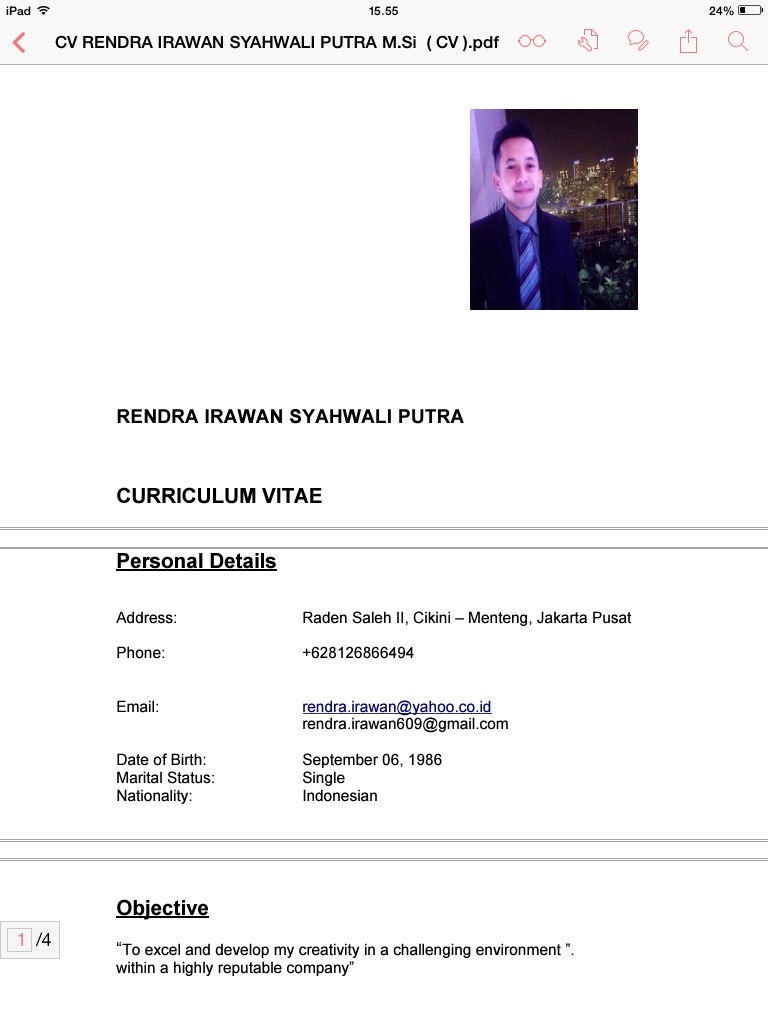 iPad 15.55 24%
CV RENDRA IRAWAN SYAHWALI PUTRA M.Si ( CV ).pdf
RENDRA IRAWAN SYAHWALI PUTRA
CURRICULUM VITAE
Personal Details
Address: Raden Saleh II, Cikini – Menteng, Jakarta Pusat
Phone: +628126866494
Email: rendra.irawan@yahoo.co.id
rendra.irawan609@gmail.com
Date of Birth: September 06, 1986
Marital Status: Single
Nationality: Indonesian
Objective
“To excel and develop my creativity in a challenging environment ”.
within a highly reputable company”
1 /4